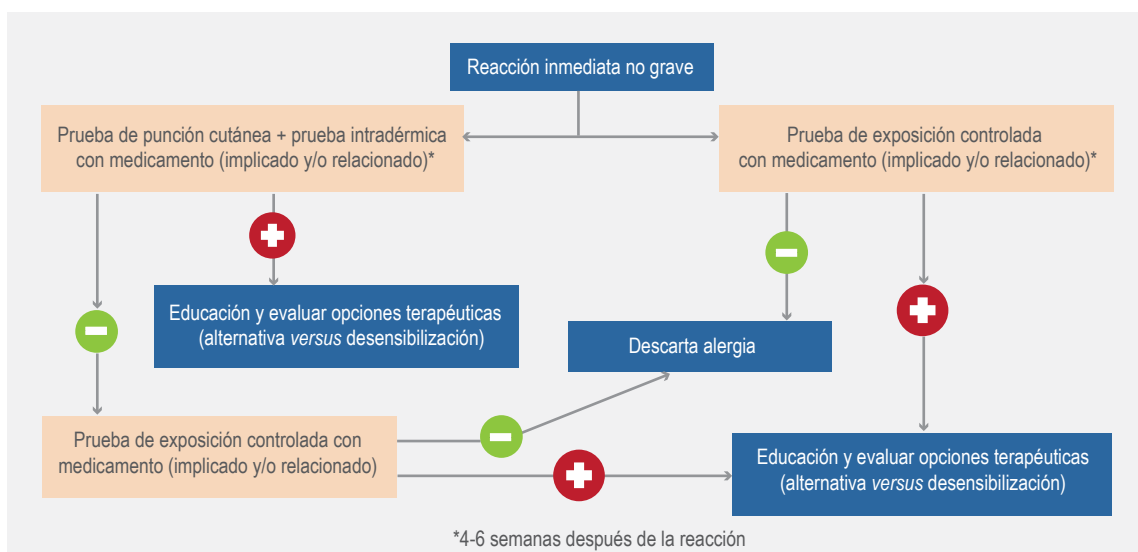 Reacción inmediata no grave
Prueba de punción cutánea + prueba intradérmica
con medicamento (implicado y/o relacionado)*
Prueba de exposición controlada
con medicamento (implicado y/o relacionado)*
Educación y evaluar opciones terapéuticas
(alternativa versus desensibilización)
Descarta alergia
Prueba de exposición controlada con
medicamento (implicado y/o relacionado)
Educación y evaluar opciones terapéuticas
(alternativa versus desensibilización)
*4-6 semanas después de la reacción